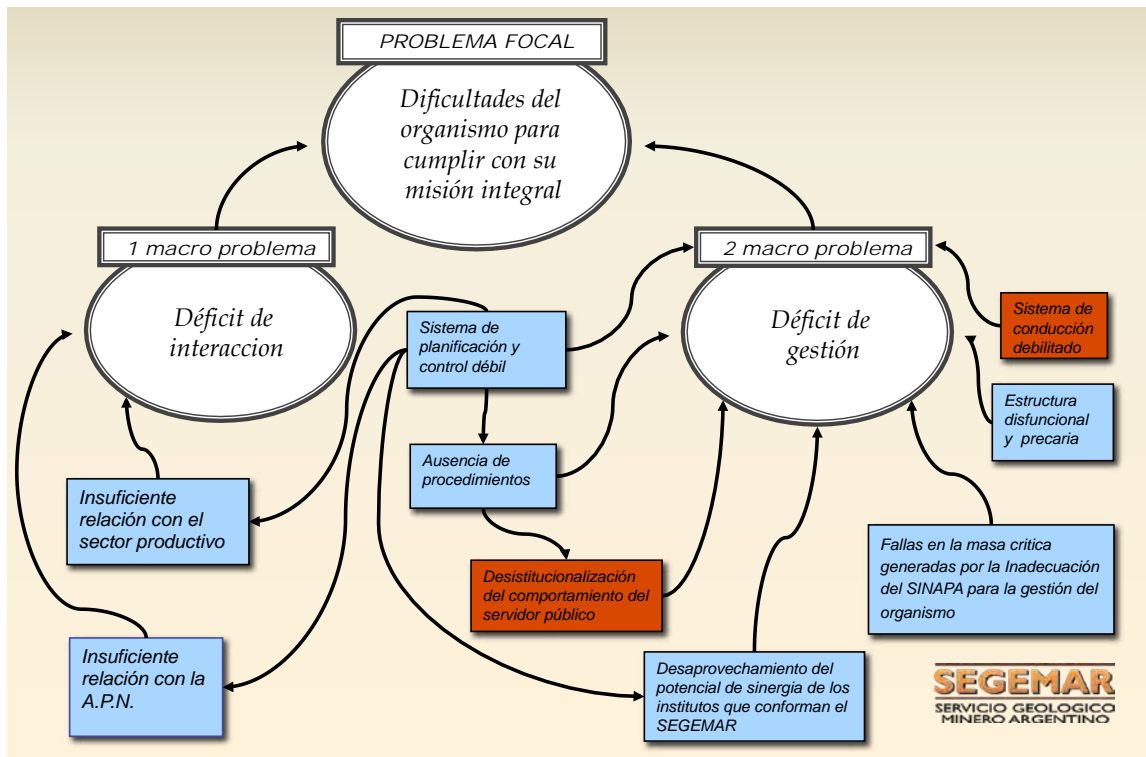 PROBLEMA FOCAL
Dificultades del
organismo para
cumplir con su
misión integral
1 macro problema
Déficit de
interaccion
2 macro problema
Déficit de
gestión
Sistema de
planificación y
control débil
Sistema de
conducción
debilitado
Estructura
disfuncional
y precaria
Ausencia de
procedimientos
Insuficiente
relación con el
sector productivo
Desistitucionalización
del comportamiento del
servidor público
Fallas en la masa critica
generadas por la Inadecuación
del SINAPA para la gestión del
organismo
Insuficiente
relación con la
A.P.N.
Desaprovechamiento del
potencial de sinergia de los
institutos que conforman el
SEGEMAR
SEGEMAR
SERVICIO GEOLOGICO
MINERO ARGENTINO